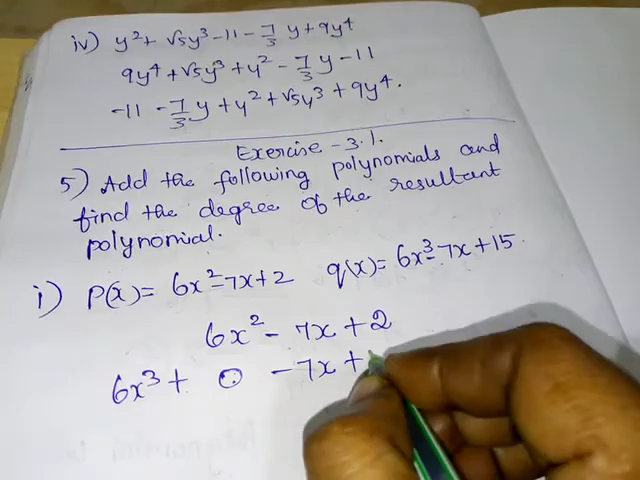 iv) y² + √5y³ - 11 - 7/3 y + 9y⁴
9y⁴ + √5y³ + y² - 7/3 y - 11
-11 - 7/3 y + y² + √5y³ + 9y⁴.
Exercise - 3.1.
5) Add the following polynomials and
find the degree of the resultant
polynomial.
i) P(x) = 6x² - 7x + 2 q(x) = 6x³ - 7x + 15.
6x² - 7x + 2
6x³ + 0 - 7x +